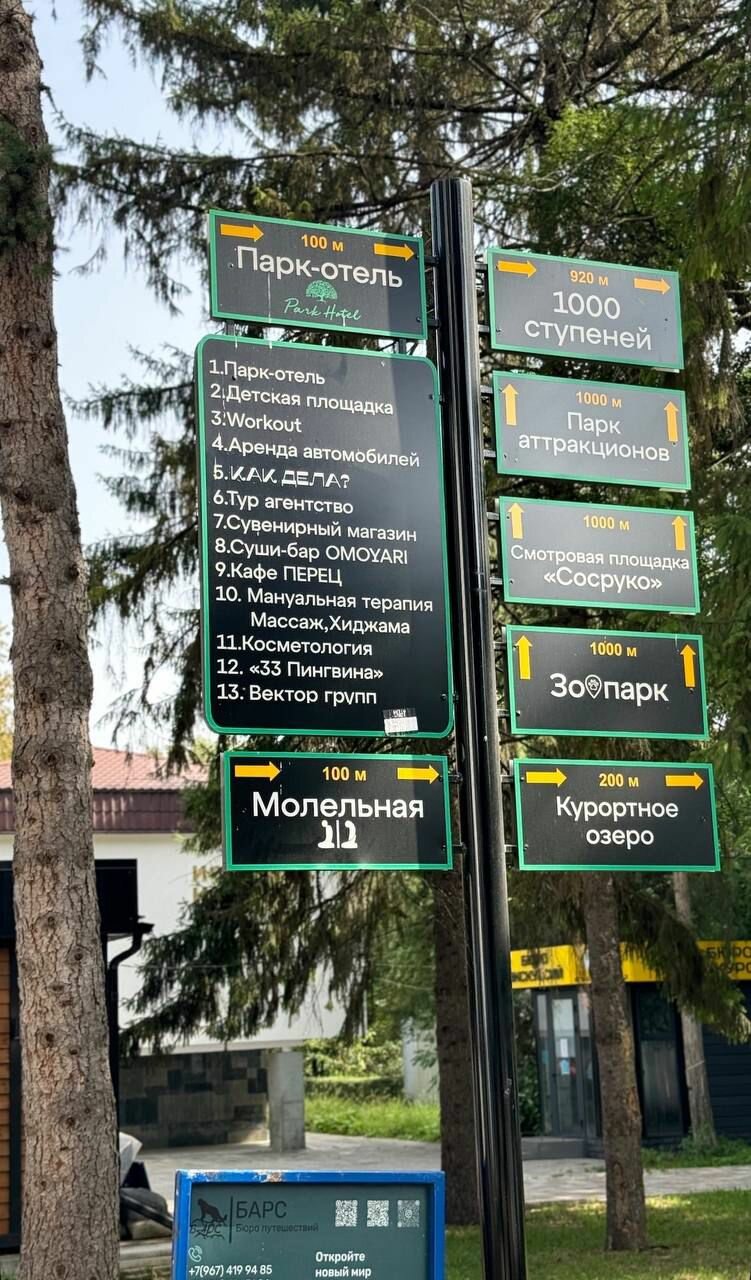 100 м
Парк-отель
Park Hotel
1.Парк-отель
2.Детская площадка
3.Workout
4.Аренда автомобилей
5.КАК ДЕЛА?
6.Тур агентство
7.Сувенирный магазин
8.Суши-бар OMOYARI
9.Кафе ПЕРЕЦ
10. Мануальная терапия
Массаж,Хиджама
11.Косметология
12. «33 Пингвина»
13. Вектор групп
100 м
Молельная
920 м
1000
ступеней
1000 м
Парк
аттракционов
1000 м
Смотровая площадка
«Сосруко»
1000 м
Зоопарк
200 м
Курортное
озеро
БАРС
Бюро путешествий
+7(967) 419 94 85
Откройте
новый мир